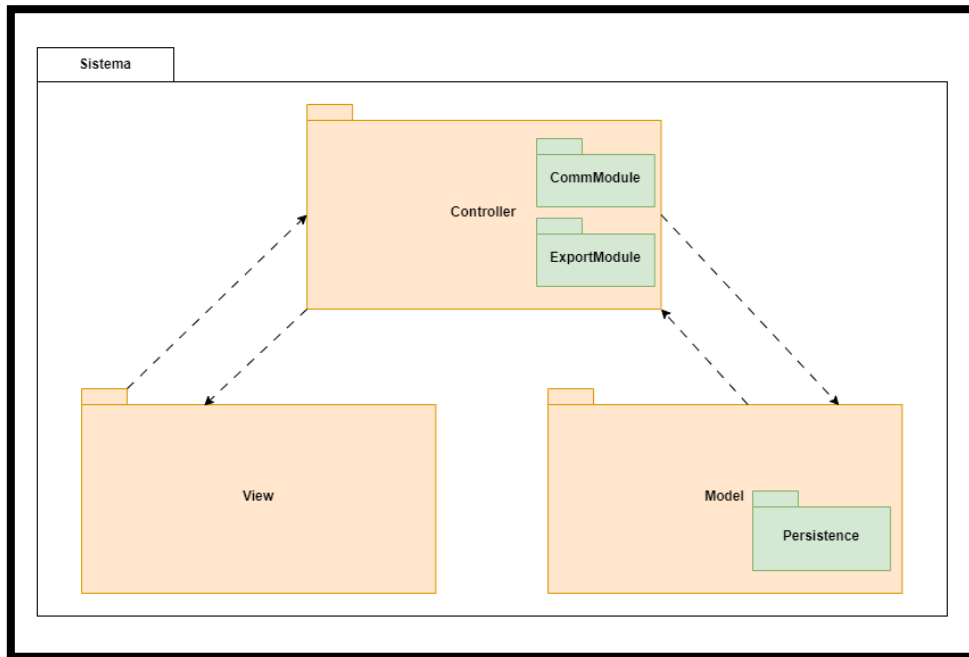 Sistema
CommModule
Controller
ExportModule
View
Model
Persistence